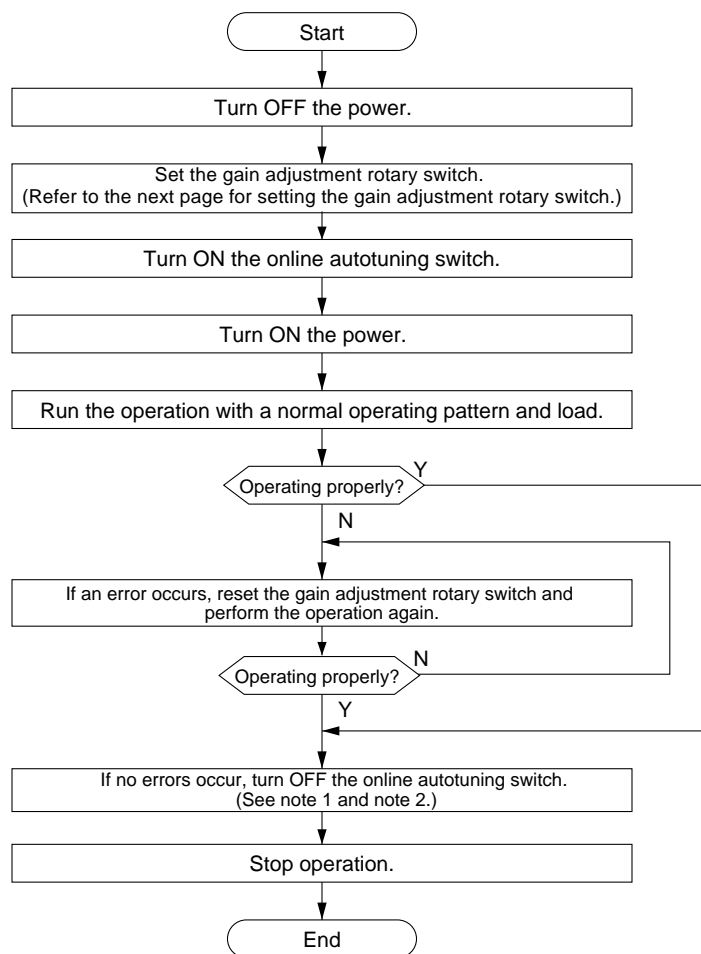 Start
Turn OFF the power.
Set the gain adjustment rotary switch.
(Refer to the next page for setting the gain adjustment rotary switch.)
Turn ON the online autotuning switch.
Turn ON the power.
Run the operation with a normal operating pattern and load.
Operating properly?
Y
N
If an error occurs, reset the gain adjustment rotary switch and
perform the operation again.
Operating properly?
N
Y
If no errors occur, turn OFF the online autotuning switch.
(See note 1 and note 2.)
Stop operation.
End